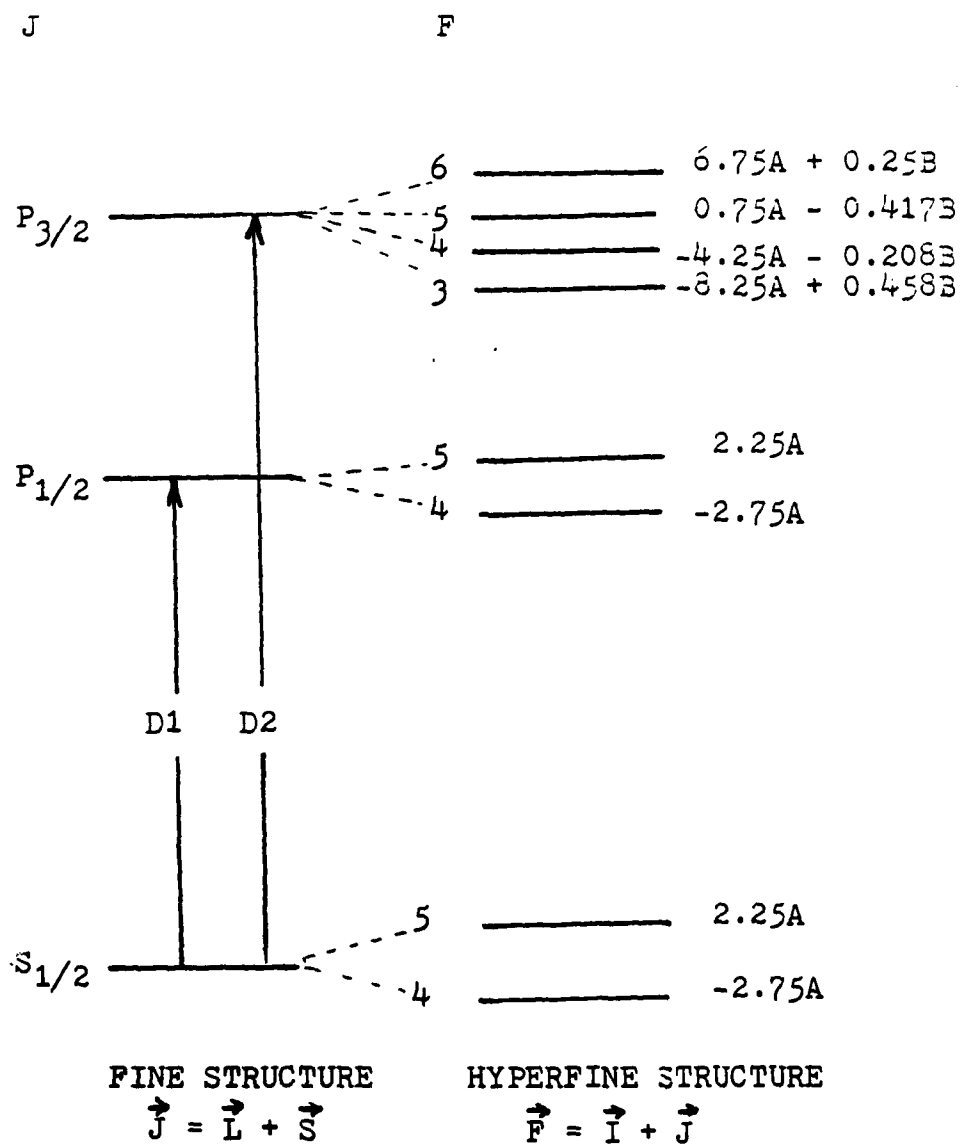 J F
6 6.75A + 0.25B
P3/2 5 0.75A - 0.417B
4 -4.25A - 0.208B
3 -8.25A + 0.458B
5 2.25A
P1/2
4 -2.75A
D1 D2
5 2.25A
S1/2
4 -2.75A
FINE STRUCTURE HYPERFINE STRUCTURE
J⃗ = L⃗ + S⃗ F⃗ = I⃗ + J⃗